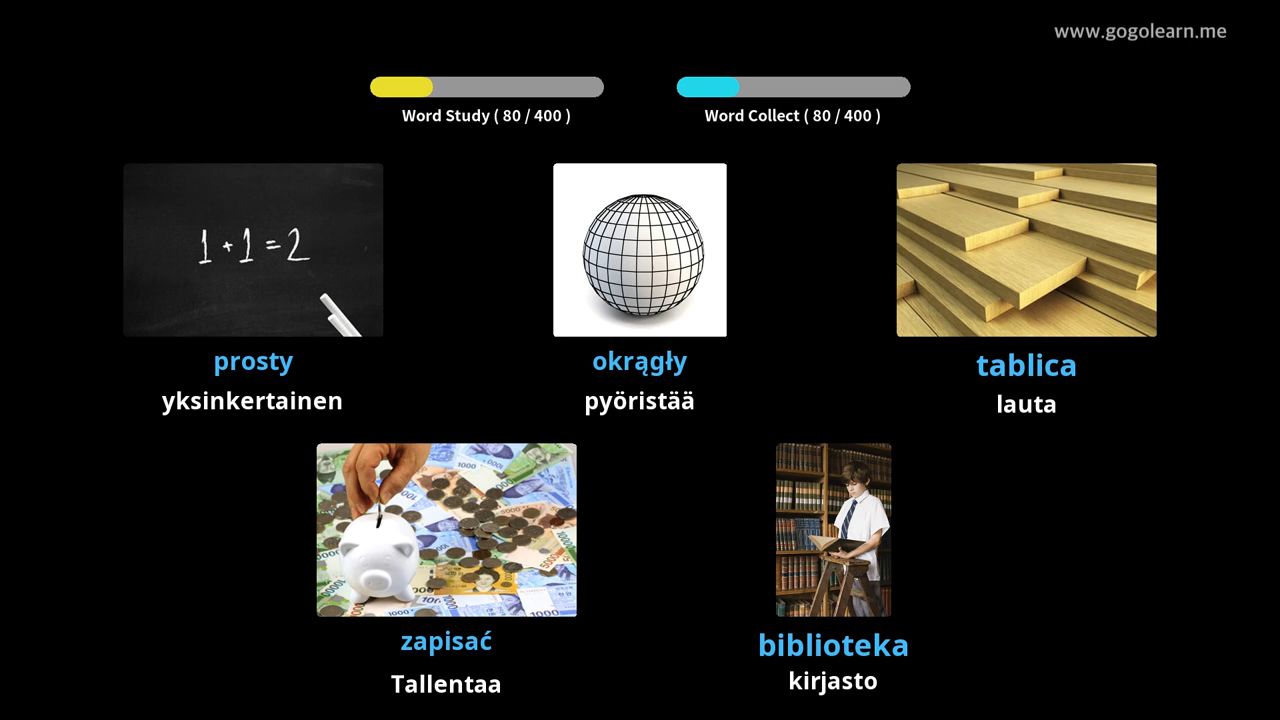 www.gogolearn.me
Word Study ( 80 / 400 )
Word Collect ( 80 / 400 )
1 + 1 = 2
prosty
yksinkertainen
okrągły
pyöristää
tablica
lauta
zapisać
Tallentaa
biblioteka
kirjasto